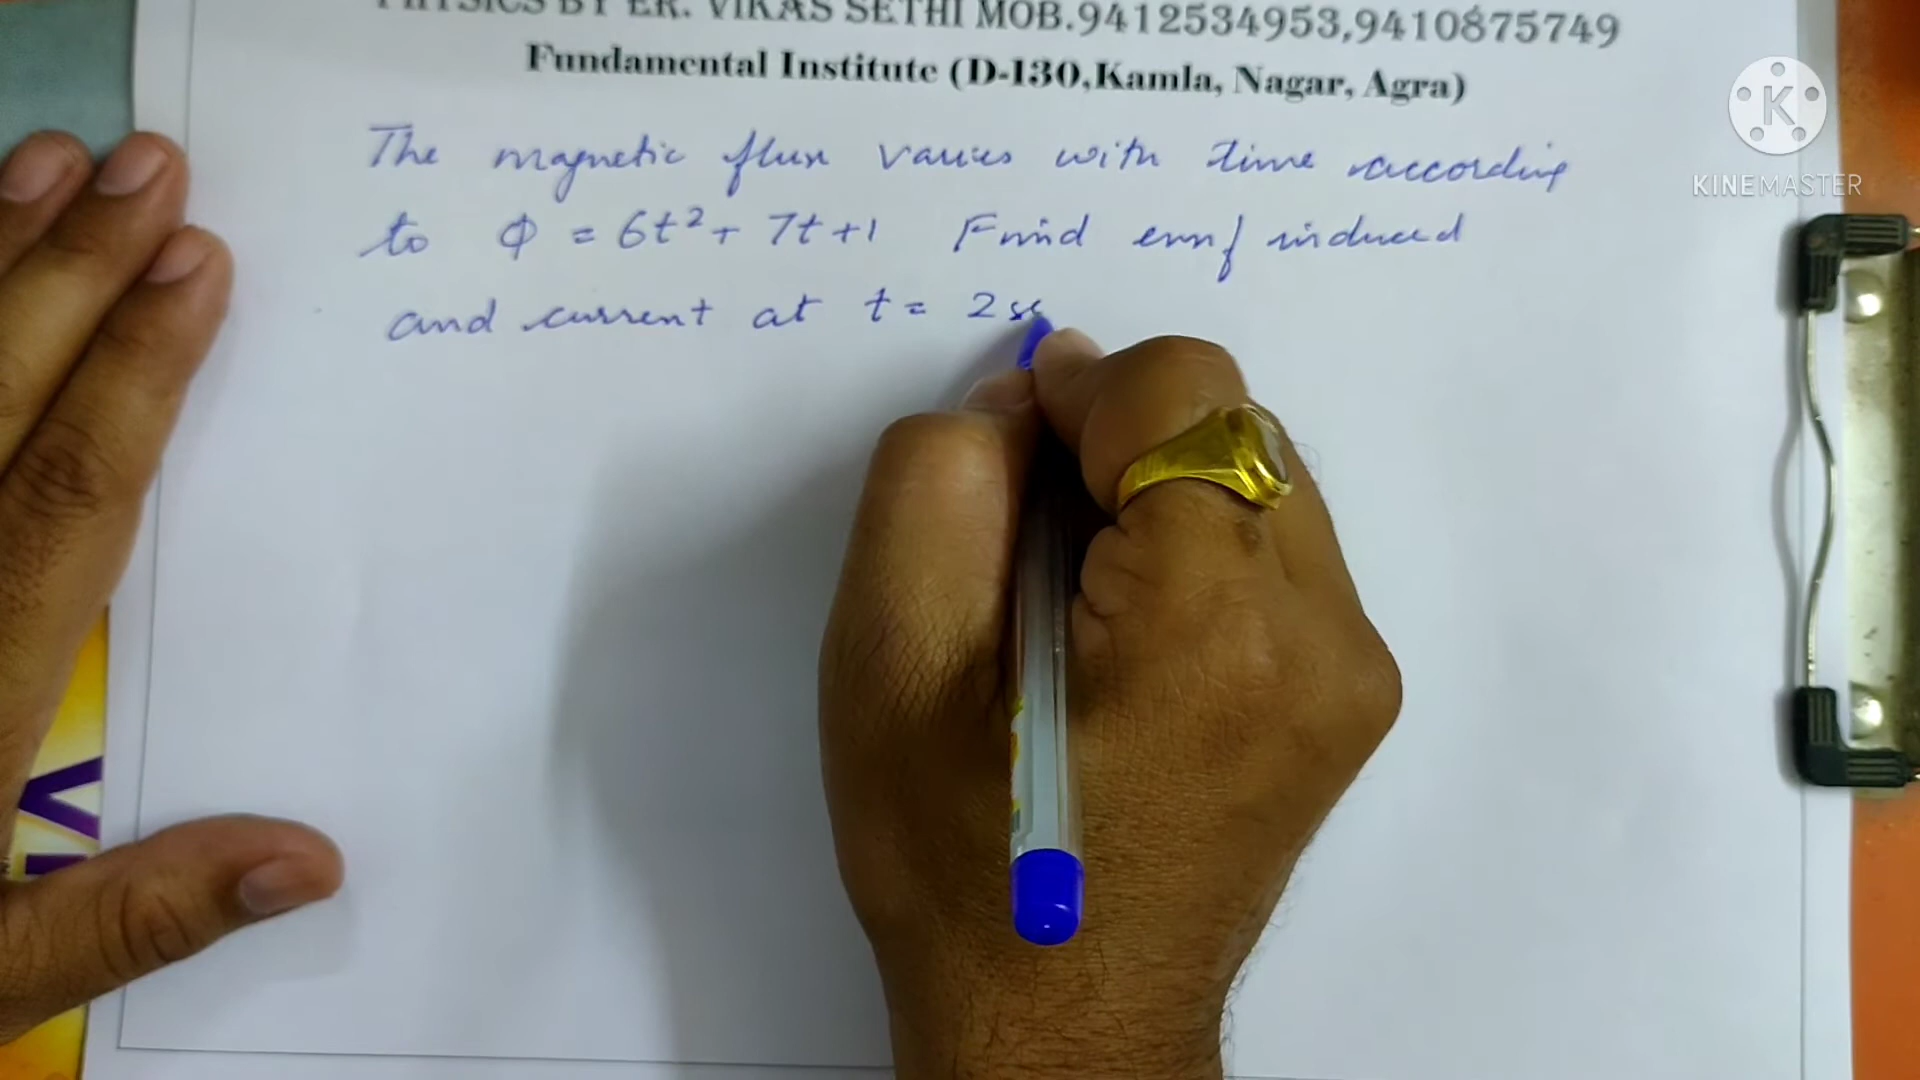 PHYSICS BY ER. VIKAS SETHI MOB.9412534953,9410875749
Fundamental Institute (D-130,Kamla, Nagar, Agra)
K
KINEMASTER
The magnetic flux varies with time according
to Φ = 6t² + 7t + 1 Find emf induced
and current at t = 2 se